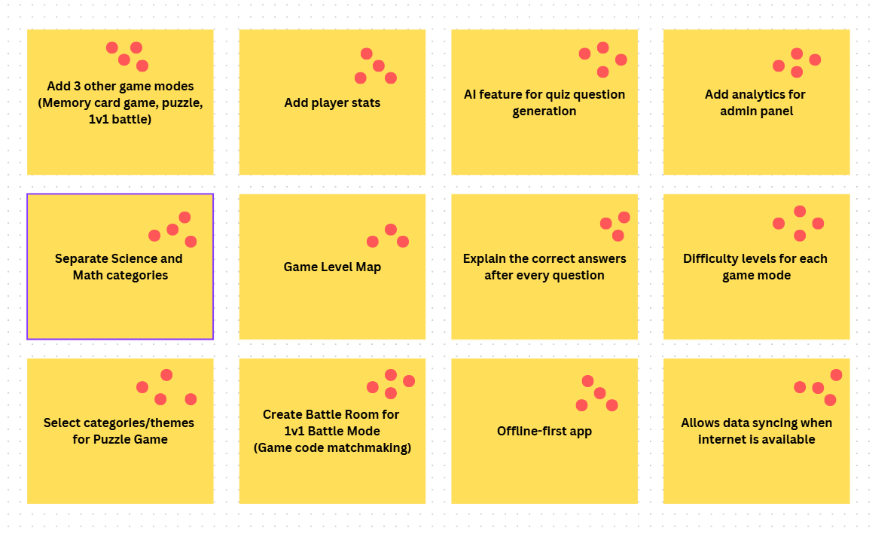 Add 3 other game modes
(Memory card game, puzzle,
1v1 battle)
Add player stats
AI feature for quiz question
generation
Add analytics for
admin panel
Separate Science and
Math categories
Game Level Map
Explain the correct answers
after every question
Difficulty levels for each
game mode
Select categories/themes
for Puzzle Game
Create Battle Room for
1v1 Battle Mode
(Game code matchmaking)
Offline-first app
Allows data syncing when
internet is available